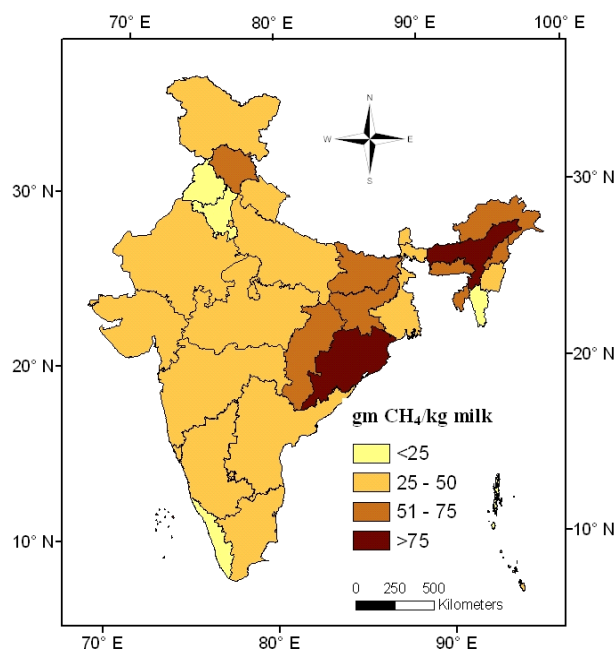 70° E 80° E 90° E 100° E
N
W E
S
30° N 30° N
20° N 20° N
gm CH₄/kg milk
<25
25 - 50
51 - 75
>75
10° N 10° N
0 250 500
Kilometers
70° E 80° E 90° E